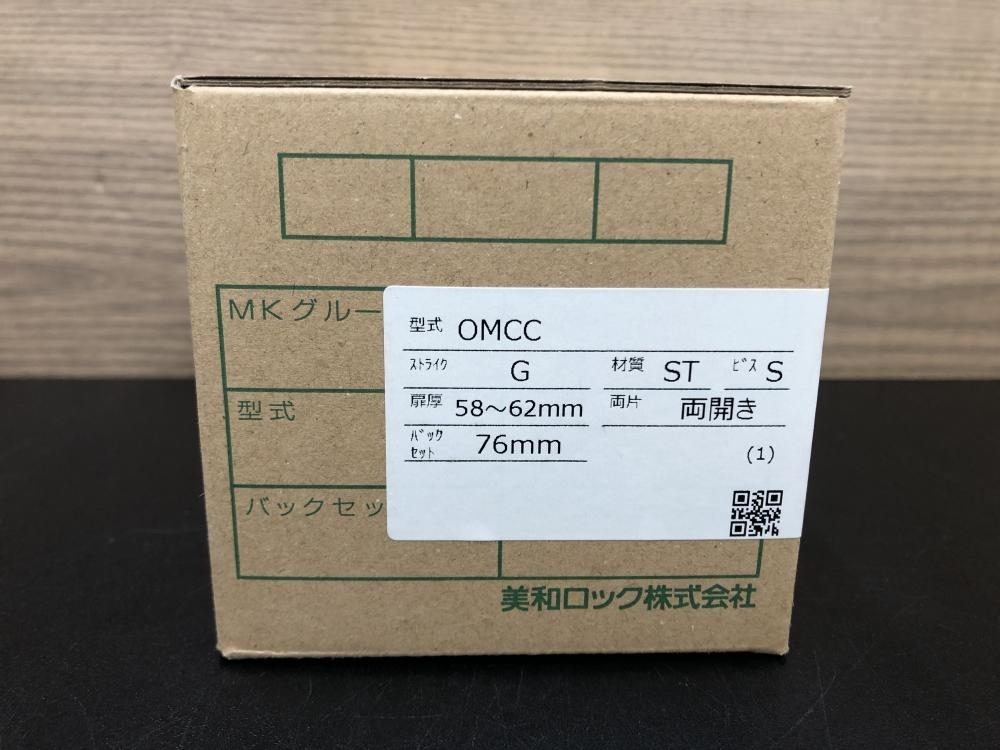 MKグルー
型式 OMCC
ｽﾄﾗｲｸ G 材質 ST ﾋﾞｽ S
扉厚 58～62mm 両片 両開き
型式
ﾊﾞｯｸ
ｾｯﾄ 76mm
(1)
バックセッ
美和ロック株式会社